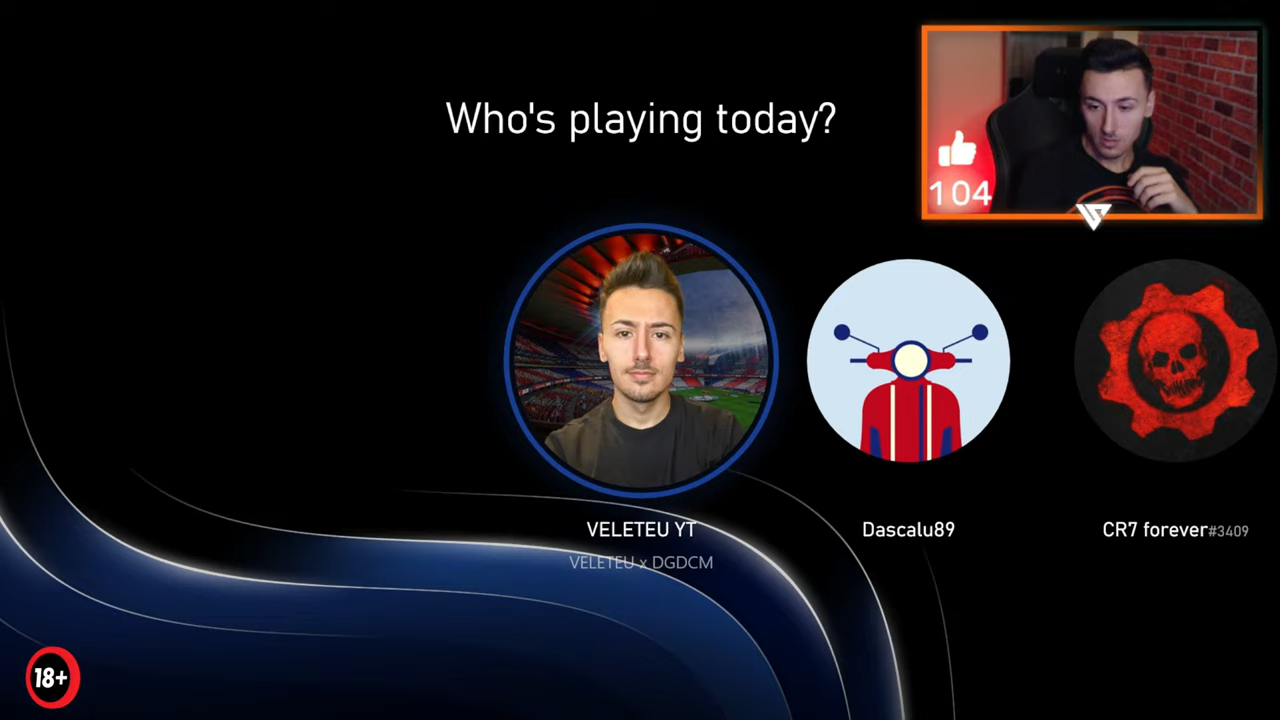 Who's playing today?
104
VELETEU YT
VELETEU x DGDCM
Dascalu89
CR7 forever#3409
18+